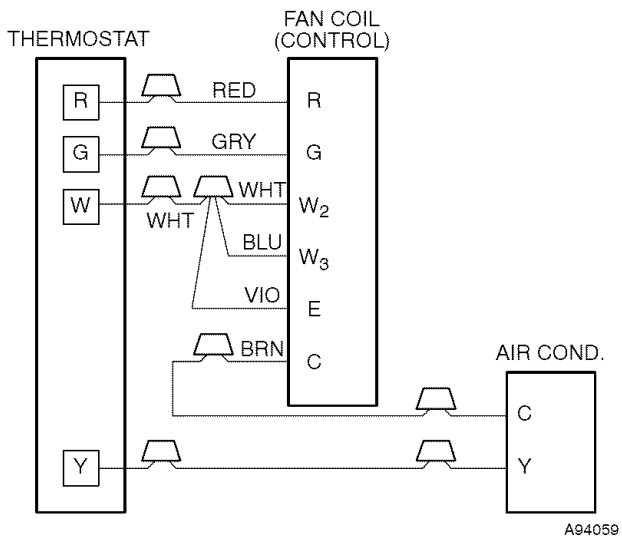 THERMOSTAT
FAN COIL
(CONTROL)
R RED R
G GRY G
W WHT WHT W2
BLU W3
VIO E
BRN C
AIR COND.
C
Y Y
A94059